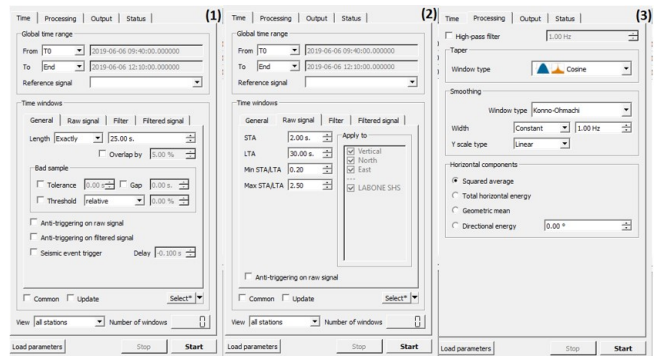 Time Processing Output Status (1)
Global time range
From T0 2019-06-06 09:40:00.000000
To End 2019-06-06 12:10:00.000000
Reference signal
Time windows
General Raw signal Filter Filtered signal
Length Exactly 25.00 s.
Overlap by 5.00 %
Bad sample
Tolerance 0.00 s Gap 0.00 s.
Threshold relative 0.00 %
Anti-triggering on raw signal
Anti-triggering on filtered signal
Seismic event trigger Delay -0.100 s
Common Update Select*
View all stations Number of windows 0
Load parameters Stop Start
Time Processing Output Status (2)
Global time range
From T0 2019-06-06 09:40:00.000000
To End 2019-06-06 12:10:00.000000
Reference signal
Time windows
General Raw signal Filter Filtered signal
STA 2.00 s.
LTA 30.00 s.
Min STA/LTA 0.20
Max STA/LTA 2.50
Apply to
Vertical
North
East
---
LABONE SHS
Anti-triggering on raw signal
Common Update Select*
View all stations Number of windows 0
Load parameters Stop Start
Time Processing Output Status (3)
High-pass filter 1.00 Hz
Taper
Window type Cosine
Smoothing
Window type Konno-Ohmachi
Width Constant 1.00 Hz
Y scale type Linear
Horizontal components
Squared average
Total horizontal energy
Geometric mean
Directional energy 0.00 °
Load parameters Stop Start